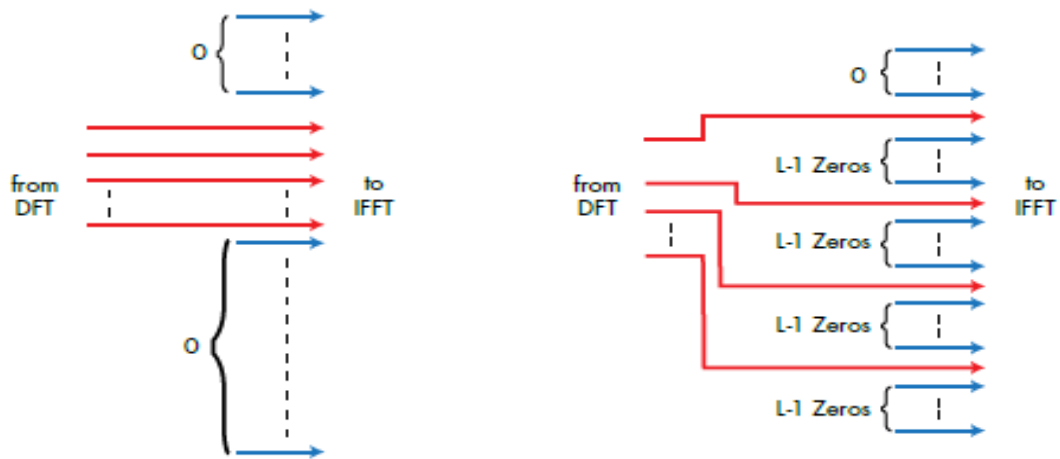 0
from
DFT
to
IFFT
0
0
L-1 Zeros
from
DFT
to
IFFT
L-1 Zeros
L-1 Zeros
L-1 Zeros